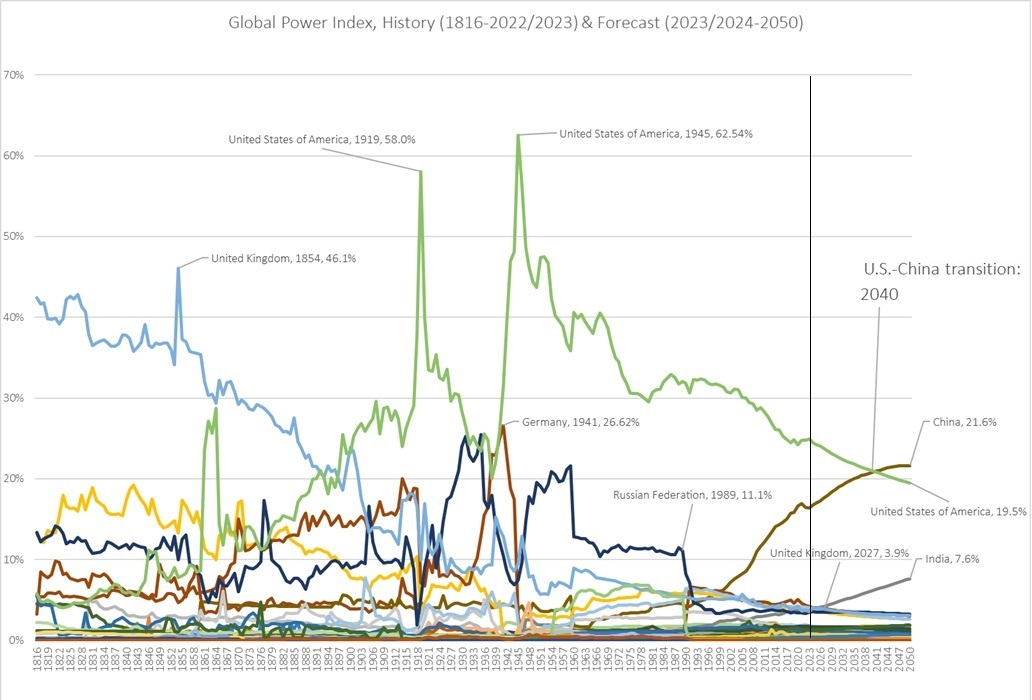 Global Power Index, History (1816-2022/2023) & Forecast (2023/2024-2050)
70%
United States of America, 1919, 58.0%
United States of America, 1945, 62.54%
60%
50%
United Kingdom, 1854, 46.1%
U.S.-China transition:
2040
40%
30%
Germany, 1941, 26.62%
China, 21.6%
20%
Russian Federation, 1989, 11.1%
United States of America, 19.5%
10%
United Kingdom, 2027, 3.9%
India, 7.6%
0%
1816 1819 1822 1825 1828 1831 1834 1837 1840 1843 1846 1849 1852 1855 1858 1861 1864 1867 1870 1873 1876 1879 1882 1885 1888 1891 1894 1897 1900 1903 1906 1909 1912 1915 1918 1921 1924 1927 1930 1933 1936 1939 1942 1945 1948 1951 1954 1957 1960 1963 1966 1969 1972 1975 1978 1981 1984 1987 1990 1993 1996 1999 2002 2005 2008 2011 2014 2017 2020 2023 2026 2029 2032 2035 2038 2041 2044 2047 2050